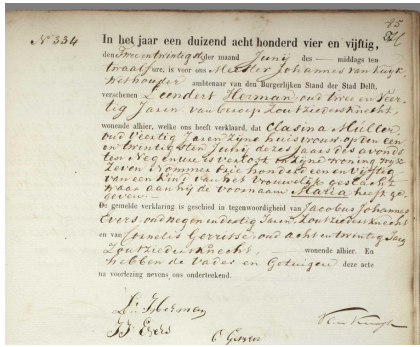 85
N° 334
In het jaar een duizend acht honderd vier en vijftig,
den Twee en twintigsten der maand Junij des — middags ten
twaalf ure, is voor ons Meester Johannes van Kuyk,
Wethouder ambtenaar van den Burgerlijken Stand der Stad Delft,
verschenen Leendert Herman, oud twee en Veer-
tig Jaren van beroep Zoutziedersknecht,
wonende alhier, welke ons heeft verklaard, dat Clasina Muller,
oud Veertig Jaren Zijne huisvrouw op den een
en twintigsten Junij dezes jaars des avonds
ten Negen ure is verlost in Zijne woning Wijk
Zeven Nommer drie honderd een en vijftig
van een Kind van het Vrouwelijk geslacht
waar aan hij de voornaam Maria heeft ge-
geven.
De gemelde verklaring is geschied in tegenwoordigheid van Jacobus Johannes
Evers, oud negen en dertig Jaren, Zoutziedersknecht
en van Cornelis Gerritse oud acht en twintig Jaren
Zoutziedersknecht, wonende alhier. En
hebben de Vader en Getuigen deze acte
na voorlezing nevens ons onderteekend.
L. Herman
JJ Evers
C Gerren